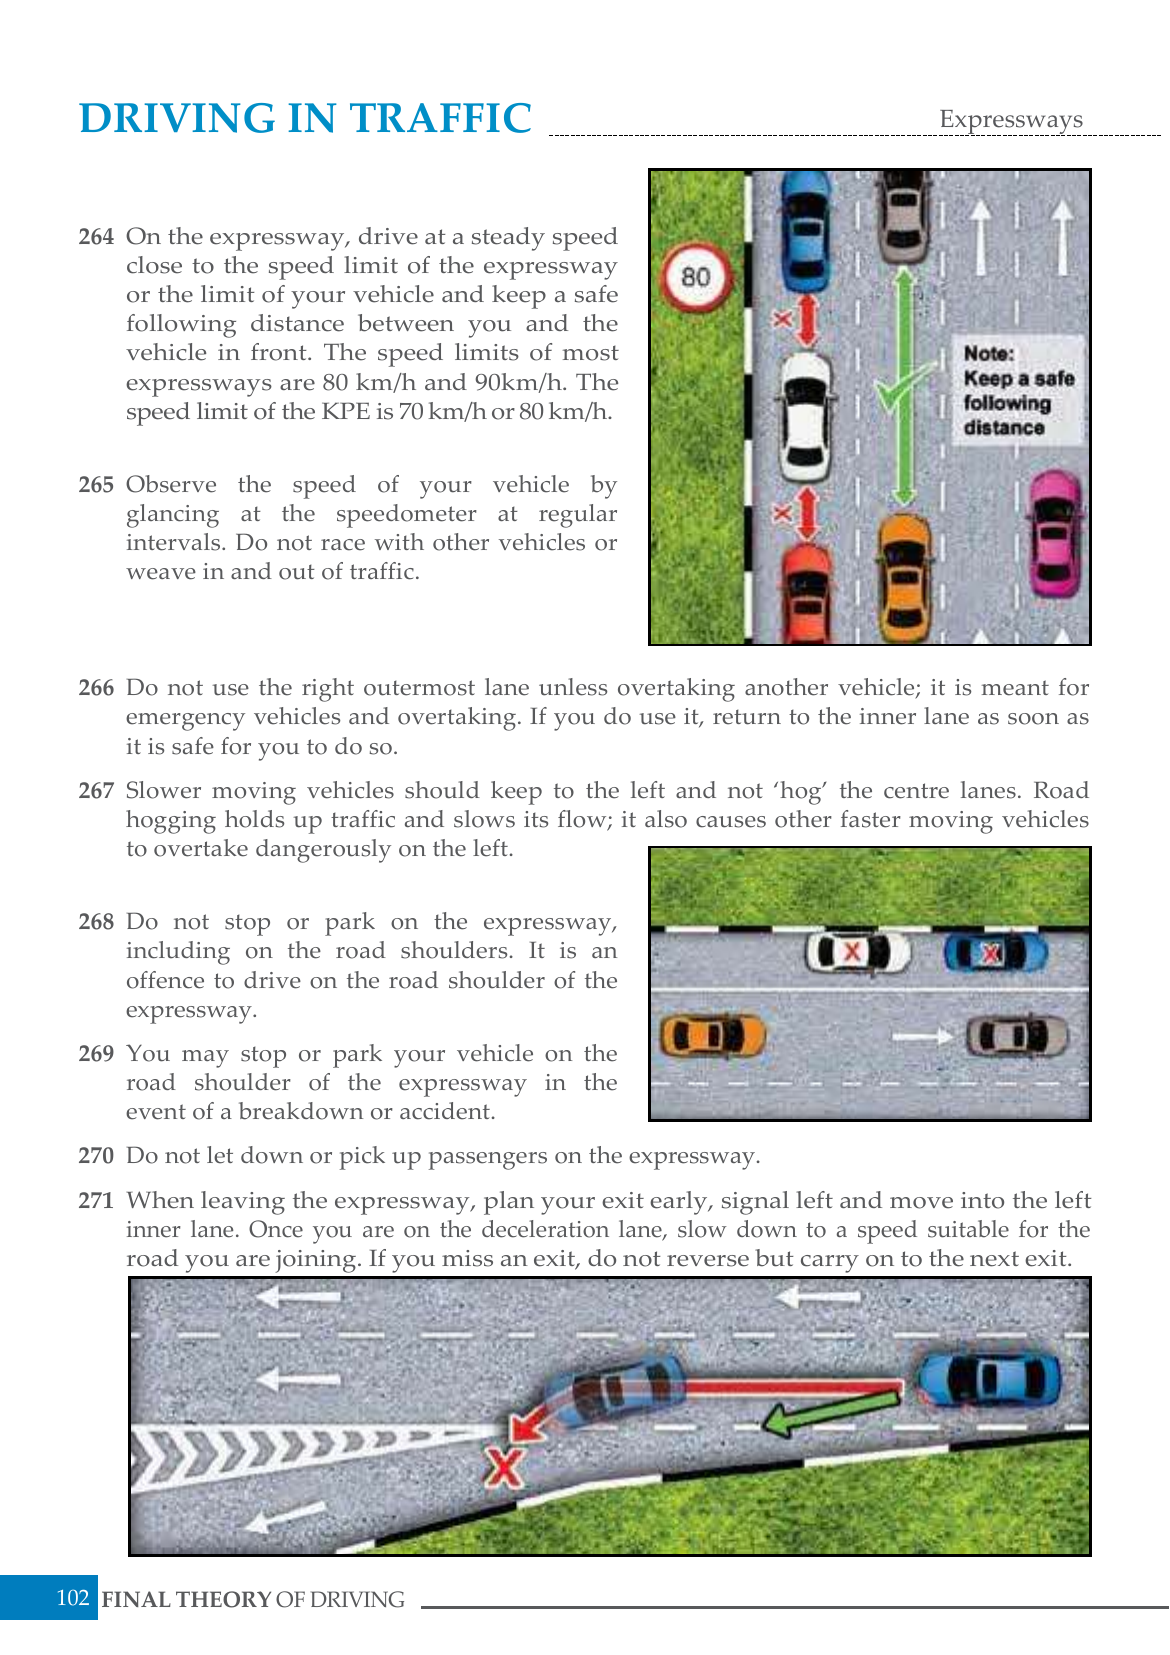 DRIVING IN TRAFFIC
Expressways
264 On the expressway, drive at a steady speed
close to the speed limit of the expressway
or the limit of your vehicle and keep a safe
following distance between you and the
vehicle in front. The speed limits of most
expressways are 80 km/h and 90km/h. The
speed limit of the KPE is 70 km/h or 80 km/h.
80
Note:
Keep a safe
following
distance
265 Observe the speed of your vehicle by
glancing at the speedometer at regular
intervals. Do not race with other vehicles or
weave in and out of traffic.
266 Do not use the right outermost lane unless overtaking another vehicle; it is meant for
emergency vehicles and overtaking. If you do use it, return to the inner lane as soon as
it is safe for you to do so.
267 Slower moving vehicles should keep to the left and not ‘hog’ the centre lanes. Road
hogging holds up traffic and slows its flow; it also causes other faster moving vehicles
to overtake dangerously on the left.
268 Do not stop or park on the expressway,
including on the road shoulders. It is an
offence to drive on the road shoulder of the
expressway.
269 You may stop or park your vehicle on the
road shoulder of the expressway in the
event of a breakdown or accident.
270 Do not let down or pick up passengers on the expressway.
271 When leaving the expressway, plan your exit early, signal left and move into the left
inner lane. Once you are on the deceleration lane, slow down to a speed suitable for the
road you are joining. If you miss an exit, do not reverse but carry on to the next exit.
102 FINAL THEORY OF DRIVING